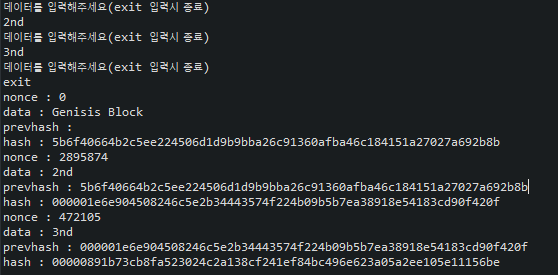 데이터를 입력해주세요(exit 입력시 종료)
2nd
데이터를 입력해주세요(exit 입력시 종료)
3nd
데이터를 입력해주세요(exit 입력시 종료)
exit
nonce : 0
data : Genisis Block
prevhash :
hash : 5b6f40664b2c5ee224506d1d9b9bba26c91360afba46c184151a27027a692b8b
nonce : 2895874
data : 2nd
prevhash : 5b6f40664b2c5ee224506d1d9b9bba26c91360afba46c184151a27027a692b8b
hash : 000001e6e904508246c5e2b34443574f224b09b5b7ea38918e54183cd90f420f
nonce : 472105
data : 3nd
prevhash : 000001e6e904508246c5e2b34443574f224b09b5b7ea38918e54183cd90f420f
hash : 00000891b73cb8fa523024c2a138cf241ef84bc496e623a05a2ee105e11156be